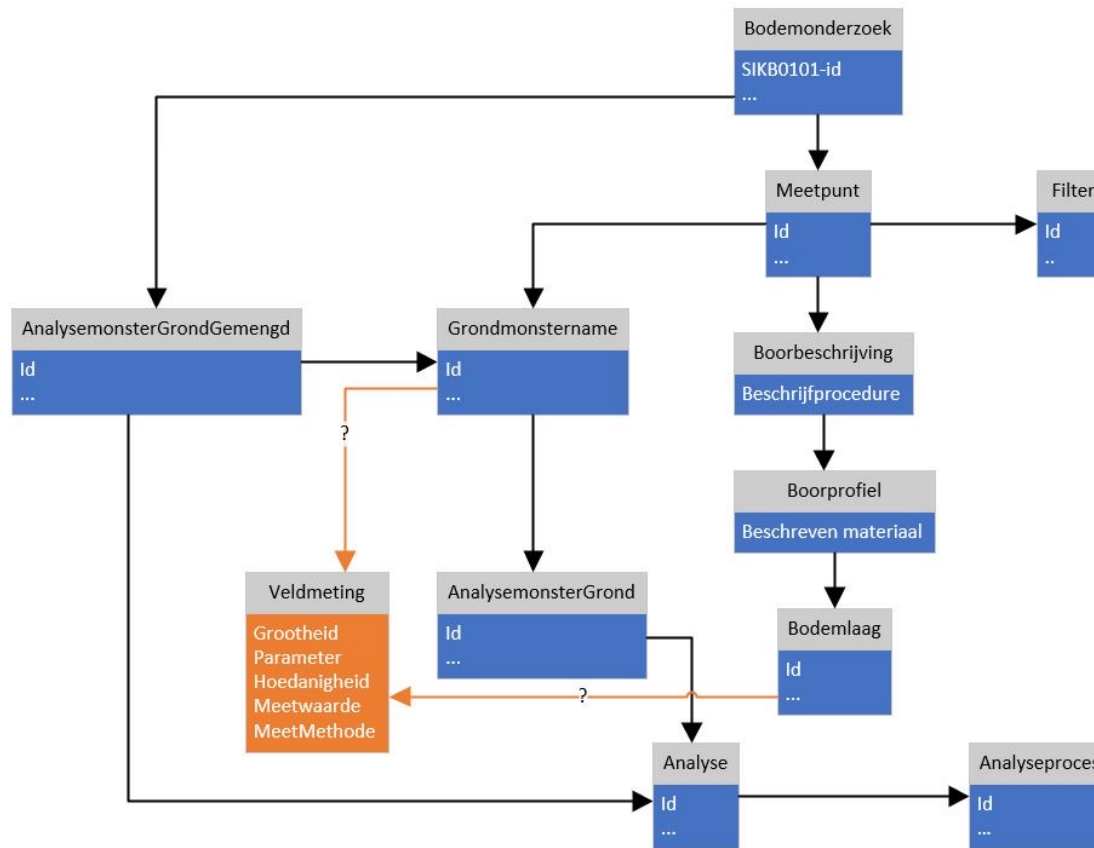 Bodemonderzoek
SIKB0101-id
...
Meetpunt
Id
...
Filter
Id
..
AnalysemonsterGrondGemengd
Id
...
Grondmonstername
Id
...
Boorbeschrijving
Beschrijfprocedure
?
Boorprofiel
Beschreven materiaal
Veldmeting
Grootheid
Parameter
Hoedanigheid
Meetwaarde
MeetMethode
AnalysemonsterGrond
Id
...
Bodemlaag
Id
...
?
Analyse
Id
...
Analyseproces
Id
...